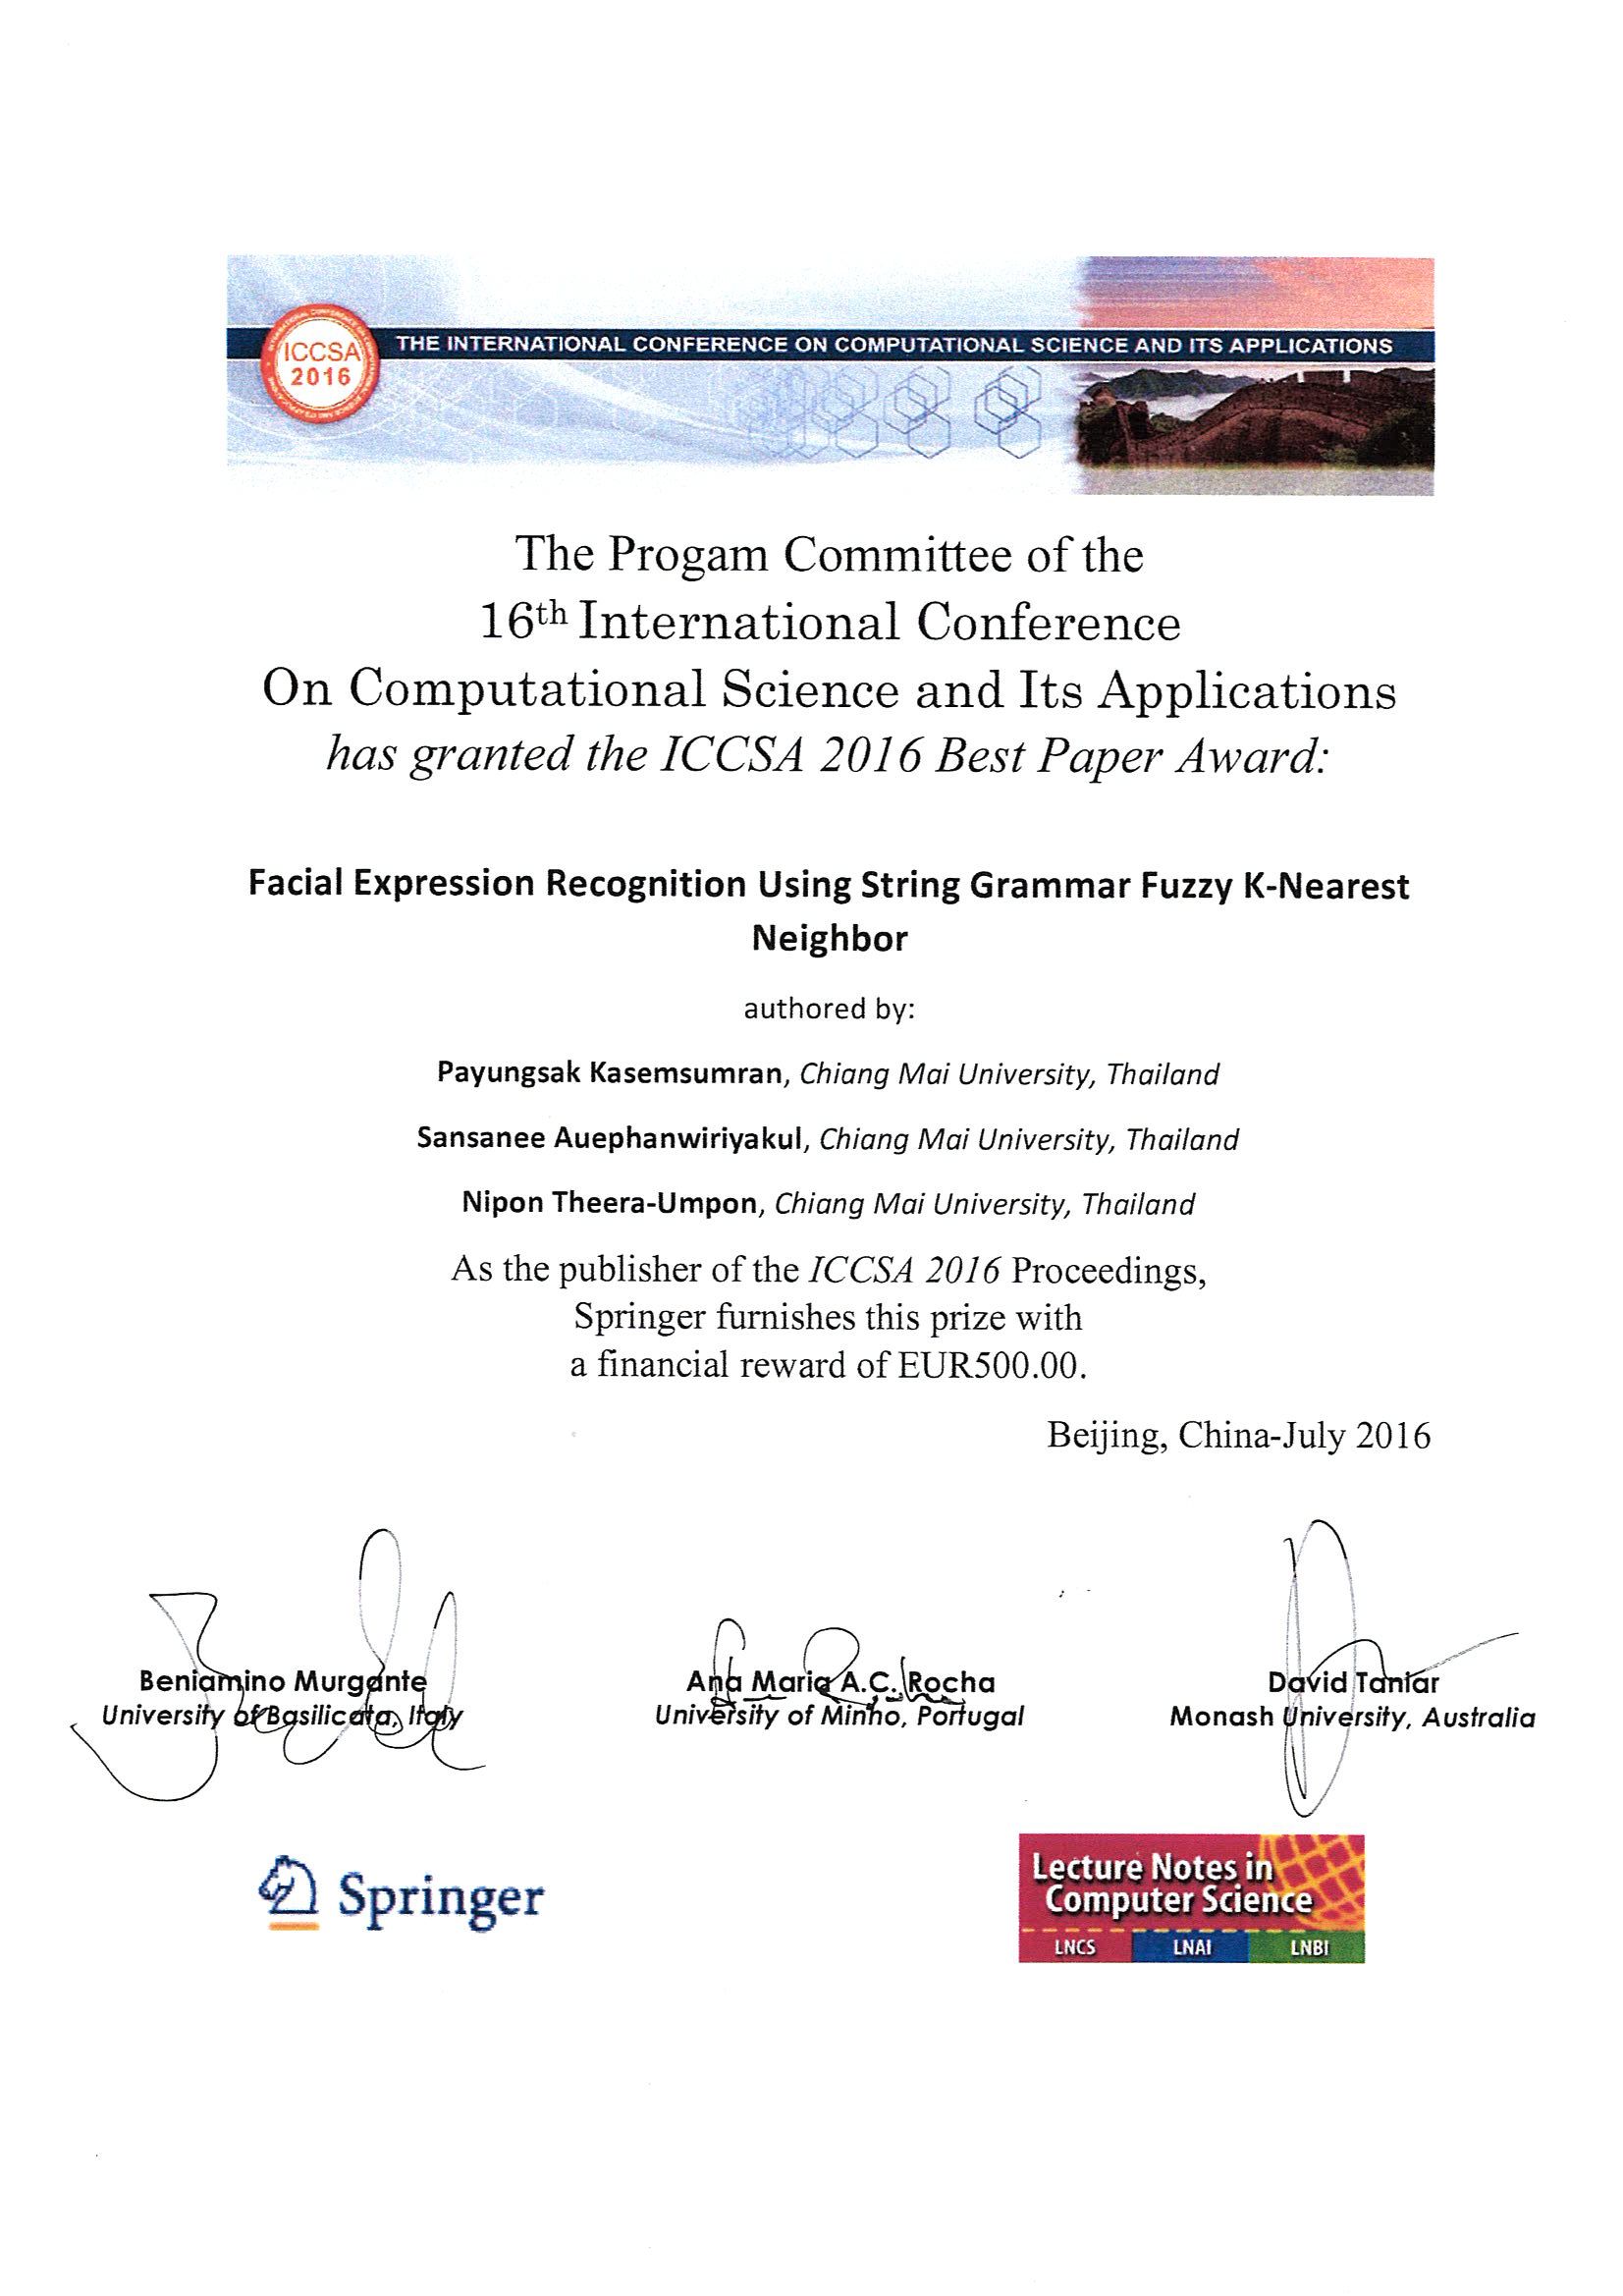 ICCSA
2016
THE INTERNATIONAL CONFERENCE ON COMPUTATIONAL SCIENCE AND ITS APPLICATIONS
The Progam Committee of the
16th International Conference
On Computational Science and Its Applications
has granted the ICCSA 2016 Best Paper Award:
Facial Expression Recognition Using String Grammar Fuzzy K-Nearest
Neighbor
authored by:
Payungsak Kasemsumran, Chiang Mai University, Thailand
Sansanee Auephanwiriyakul, Chiang Mai University, Thailand
Nipon Theera-Umpon, Chiang Mai University, Thailand
As the publisher of the ICCSA 2016 Proceedings,
Springer furnishes this prize with
a financial reward of EUR500.00.
Beijing, China-July 2016
Beniamino Murgante
University of Basilicata, Italy
Ana Maria A.C. Rocha
University of Minho, Portugal
David Taniar
Monash University, Australia
Springer
Lecture Notes in
Computer Science
LNCS LNAI LNBI